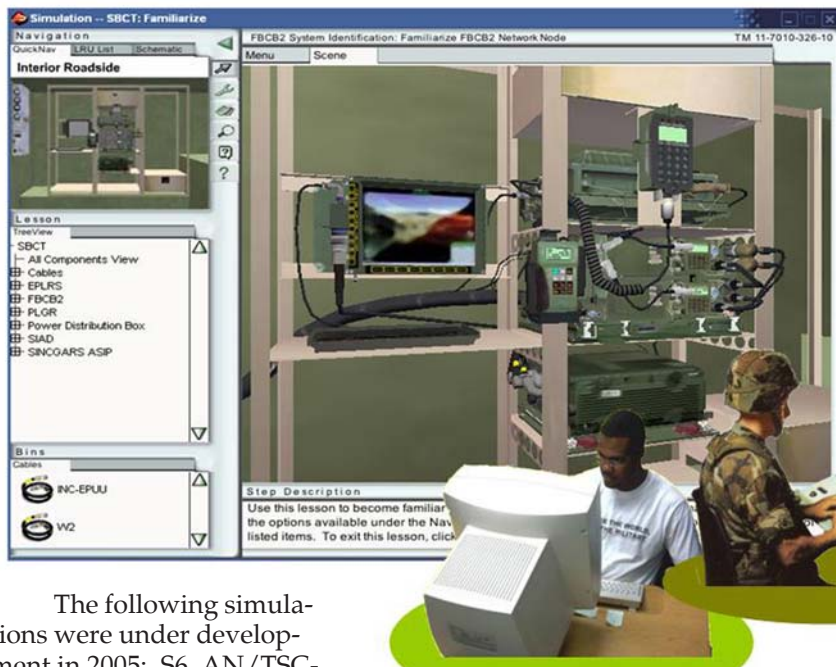 Simulation -- SBCT: Familiarize
Navigation
QuickNav LRU List Schematic
Interior Roadside
Lesson
TreeView
SBCT
All Components View
Cables
EPLRS
FBCB2
PLGR
Power Distribution Box
SIAD
SINCGARS ASIP
Bins
Cables
INC-EPUU
W2
FBCB2 System Identification: Familiarize FBCB2 Network Node TM 11-7010-326-10
Menu Scene
Step Description
Use this lesson to become familiar
the options available under the Nav
listed items. To exit this lesson, click
THE WORLD,
THE MILITARY
The following simula-
tions were under develop-
ment in 2005: S6, AN/TSC-